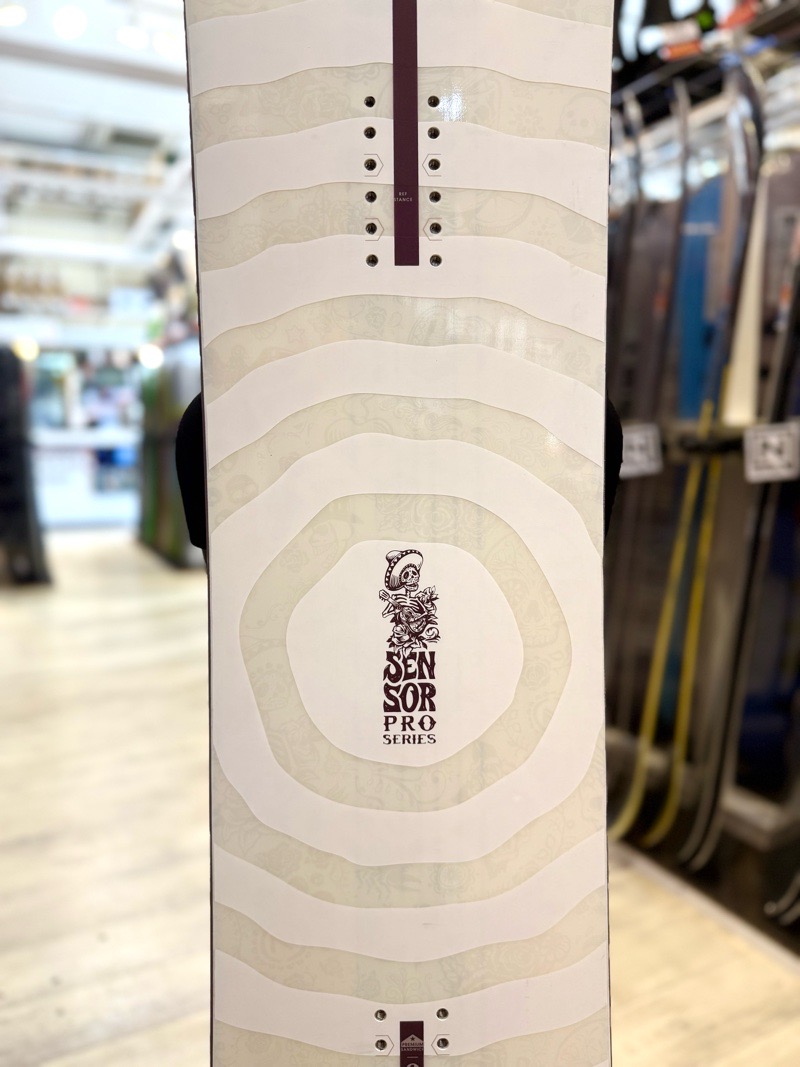 REF
STANCE
SEN
SOR
PRO
SERIES